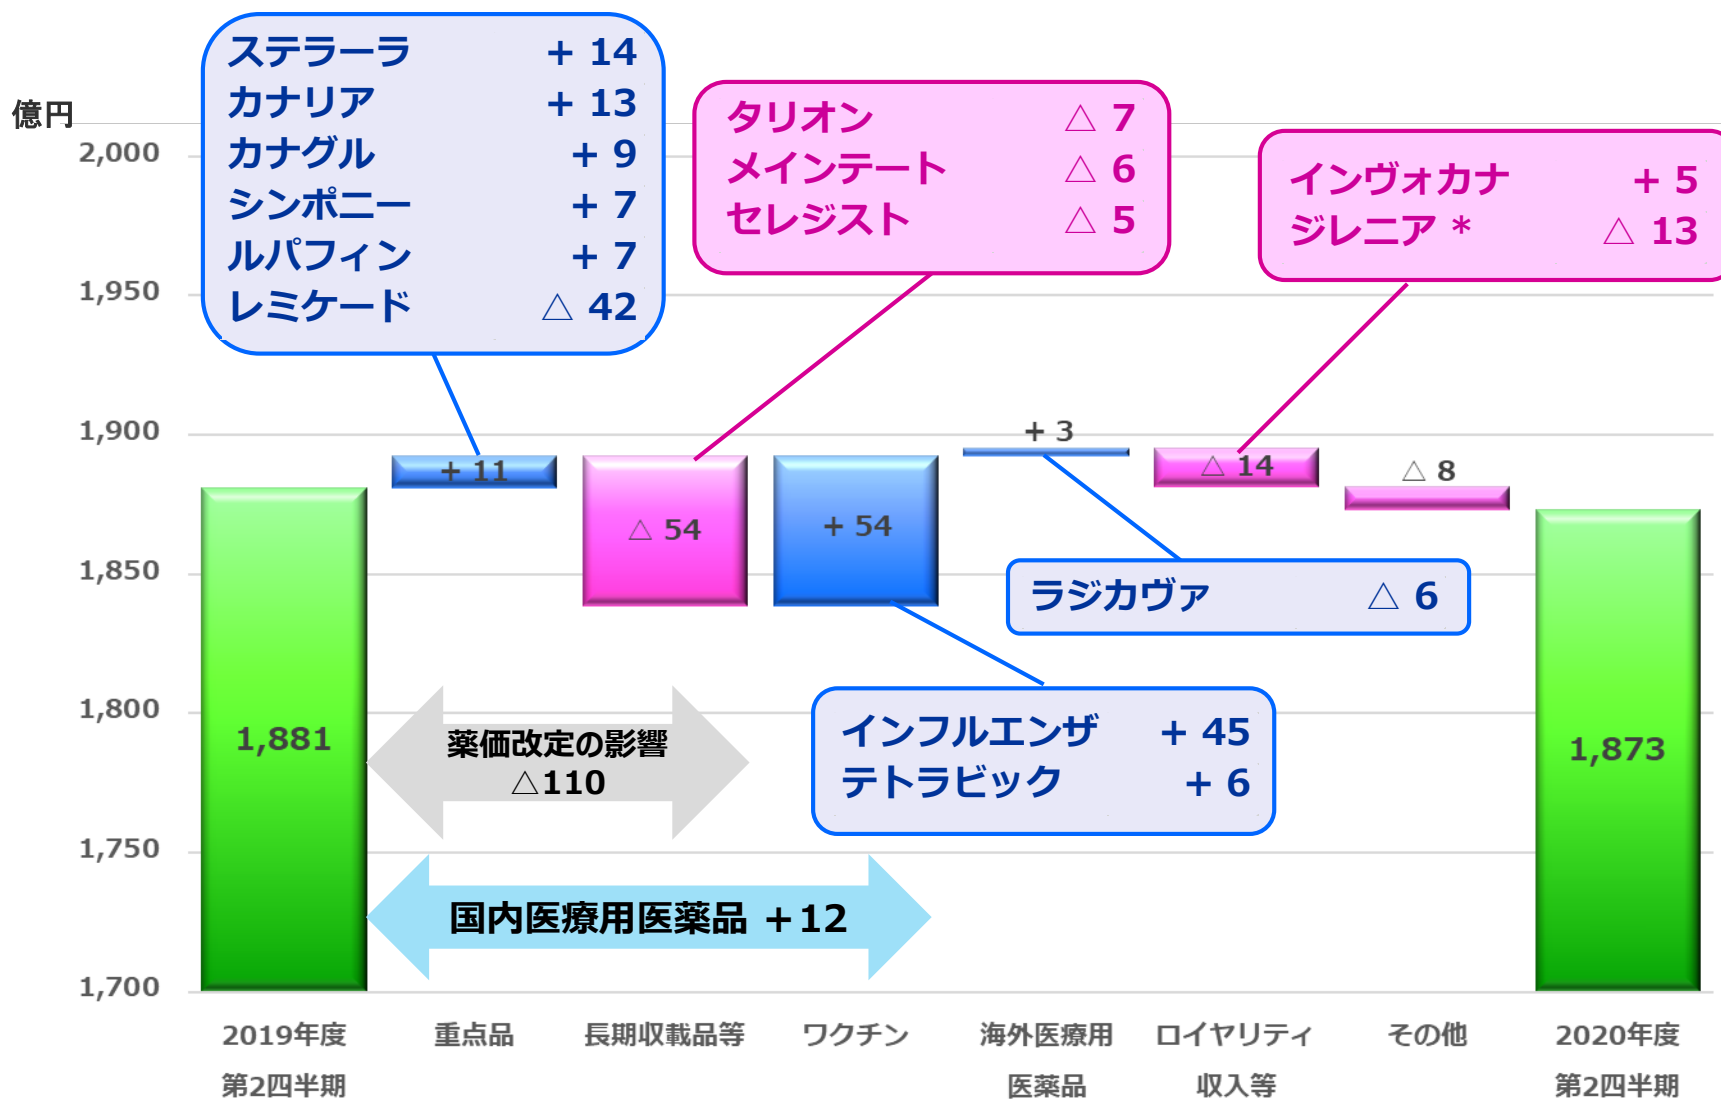 億円
2,000
1,950
1,900
1,850
1,800
1,750
1,700
ステラーラ + 14
カナリア + 13
カナグル + 9
シンポニー + 7
ルパフィン + 7
レミケード △ 42
タリオン △ 7
メインテート △ 6
セレジスト △ 5
インヴォカナ + 5
ジレニア * △ 13
+ 11
△ 54
+ 54
+ 3
△ 14
△ 8
ラジカヴァ △ 6
インフルエンザ + 45
テトラビック + 6
1,881
1,873
薬価改定の影響
△110
国内医療用医薬品 +12
2019年度
第2四半期
重点品
長期収載品等
ワクチン
海外医療用
医薬品
ロイヤリティ
収入等
その他
2020年度
第2四半期